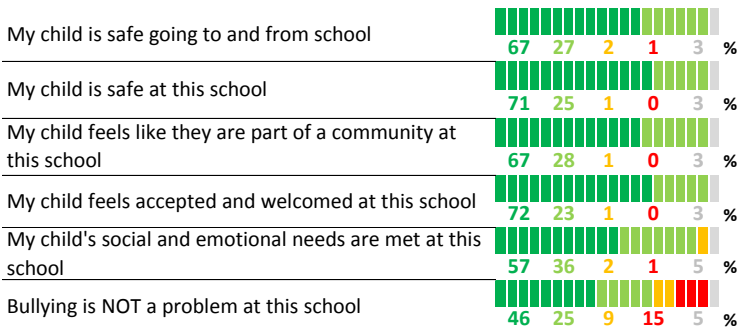 My child is safe going to and from school
67 27 2 1 3 %
My child is safe at this school
71 25 1 0 3 %
My child feels like they are part of a community at
this school
67 28 1 0 3 %
My child feels accepted and welcomed at this school
72 23 1 0 3 %
My child's social and emotional needs are met at this
school
57 36 2 1 5 %
Bullying is NOT a problem at this school
46 25 9 15 5 %